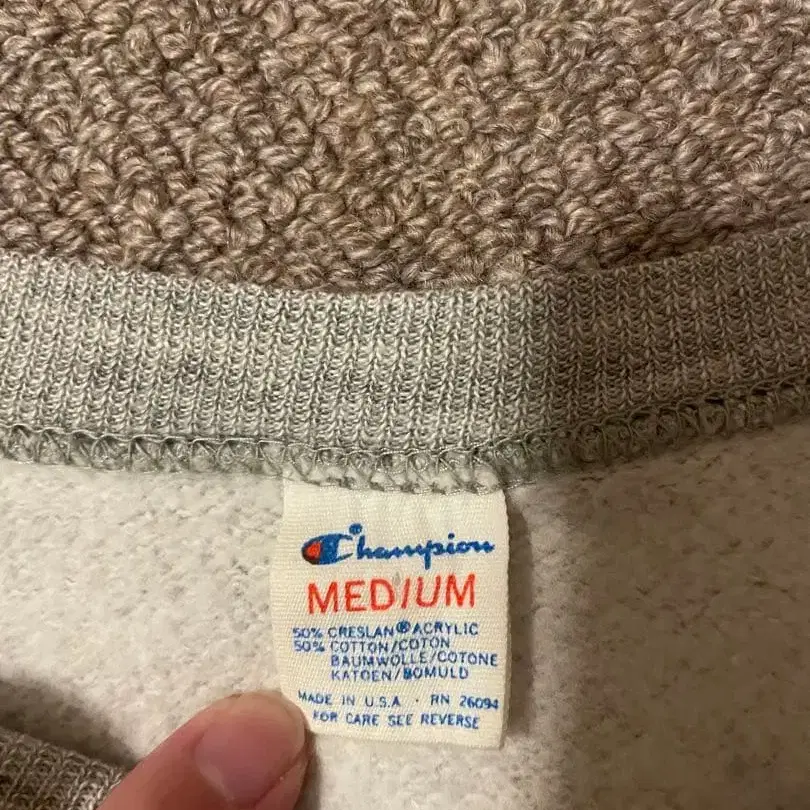 Champion®
MEDIUM
50% CRESLAN® ACRYLIC
50% COTTON/COTON
BAUMWOLLE/COTONE
KATOEN/BOMULD
MADE IN U.S.A · RN 26094
FOR CARE SEE REVERSE